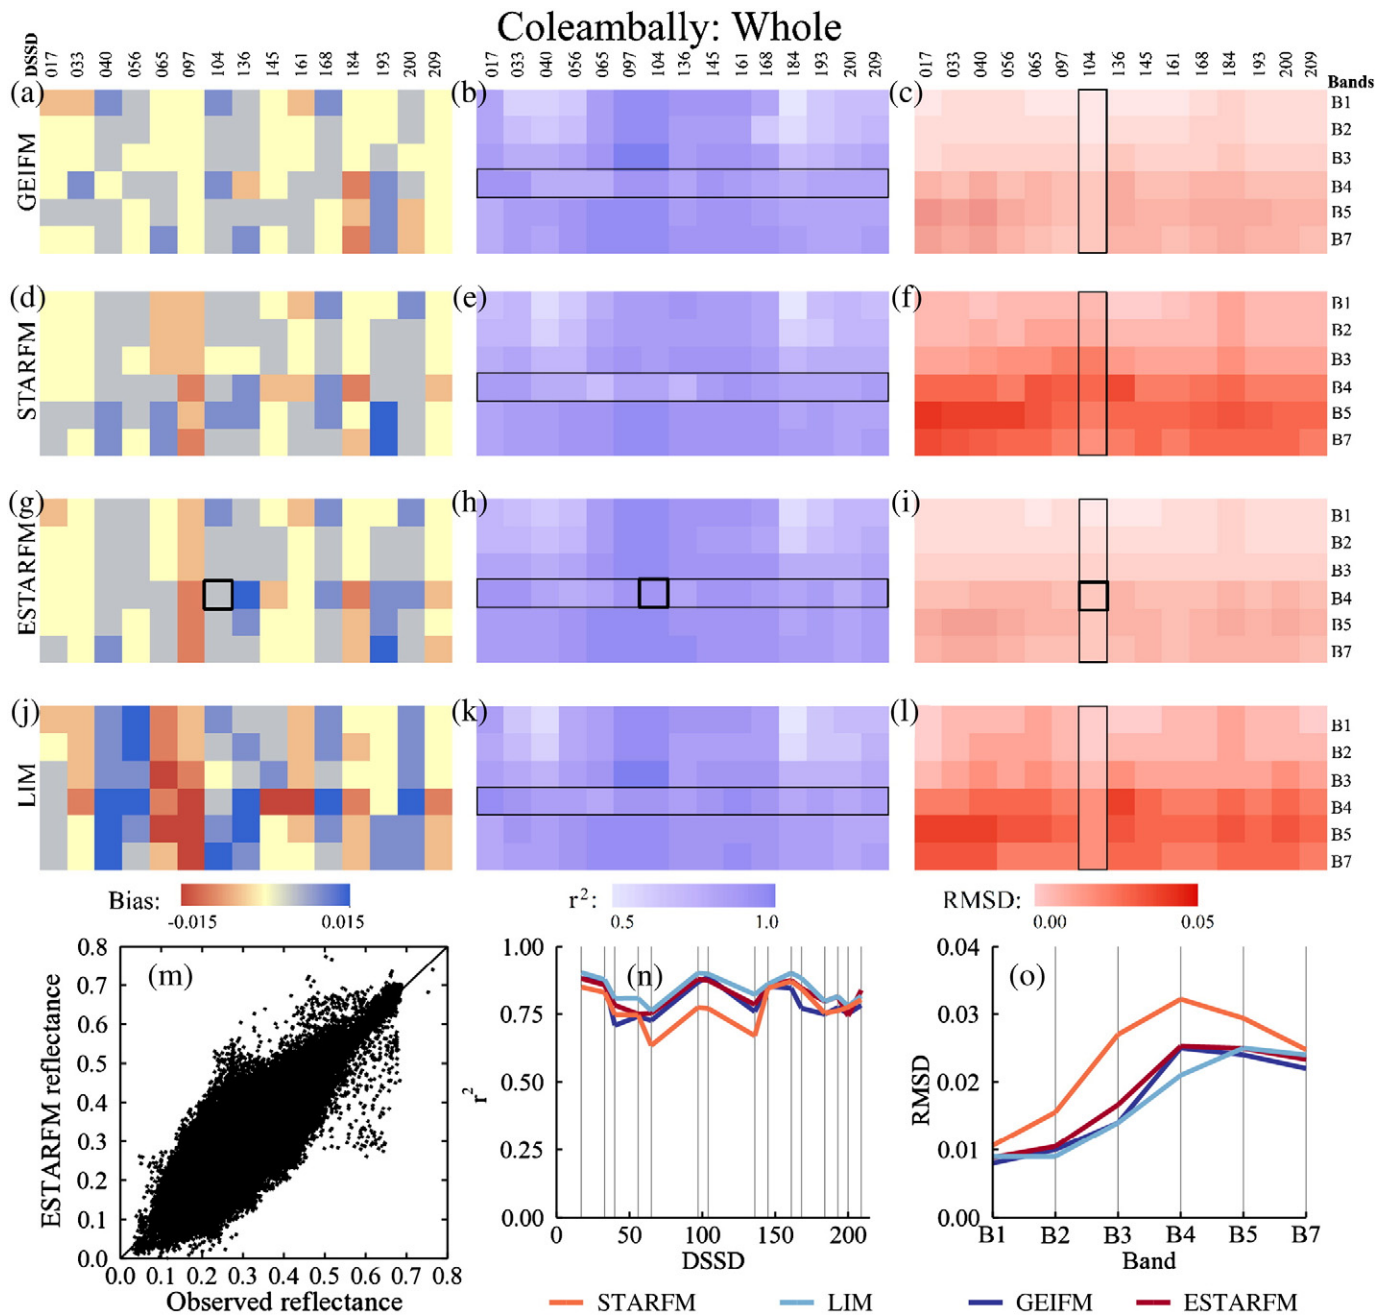 Coleambally: Whole
DSSD 017 033 040 056 065 097 104 136 145 161 168 184 193 200 209
017 033 040 056 065 097 104 136 145 161 168 184 193 200 209
017 033 040 056 065 097 104 136 145 161 168 184 193 200 209
Bands
(a) (b) (c)
GEIFM
B1
B2
B3
B4
B5
B7
(d) (e) (f)
STARFM
B1
B2
B3
B4
B5
B7
(g) (h) (i)
ESTARFM
B1
B2
B3
B4
B5
B7
(j) (k) (l)
LIM
B1
B2
B3
B4
B5
B7
Bias: -0.015 0.015
r²: 0.5 1.0
RMSD: 0.00 0.05
(m)
ESTARFM reflectance
0.8
0.7
0.6
0.5
0.4
0.3
0.2
0.1
0.0
0.0 0.1 0.2 0.3 0.4 0.5 0.6 0.7 0.8
Observed reflectance
(n)
r²
1.00
0.75
0.50
0.25
0.00
0 50 100 150 200
DSSD
(o)
RMSD
0.04
0.03
0.02
0.01
0.00
B1 B2 B3 B4 B5 B7
Band
STARFM LIM GEIFM ESTARFM